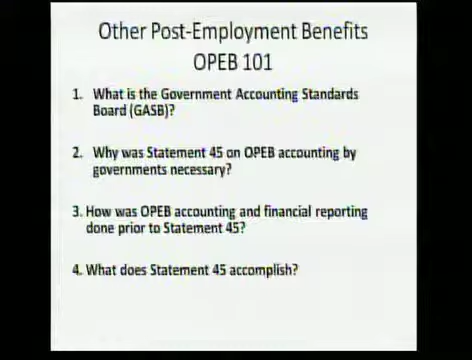 Other Post-Employment Benefits
OPEB 101
1. What is the Government Accounting Standards
Board (GASB)?
2. Why was Statement 45 on OPEB accounting by
governments necessary?
3. How was OPEB accounting and financial reporting
done prior to Statement 45?
4. What does Statement 45 accomplish?